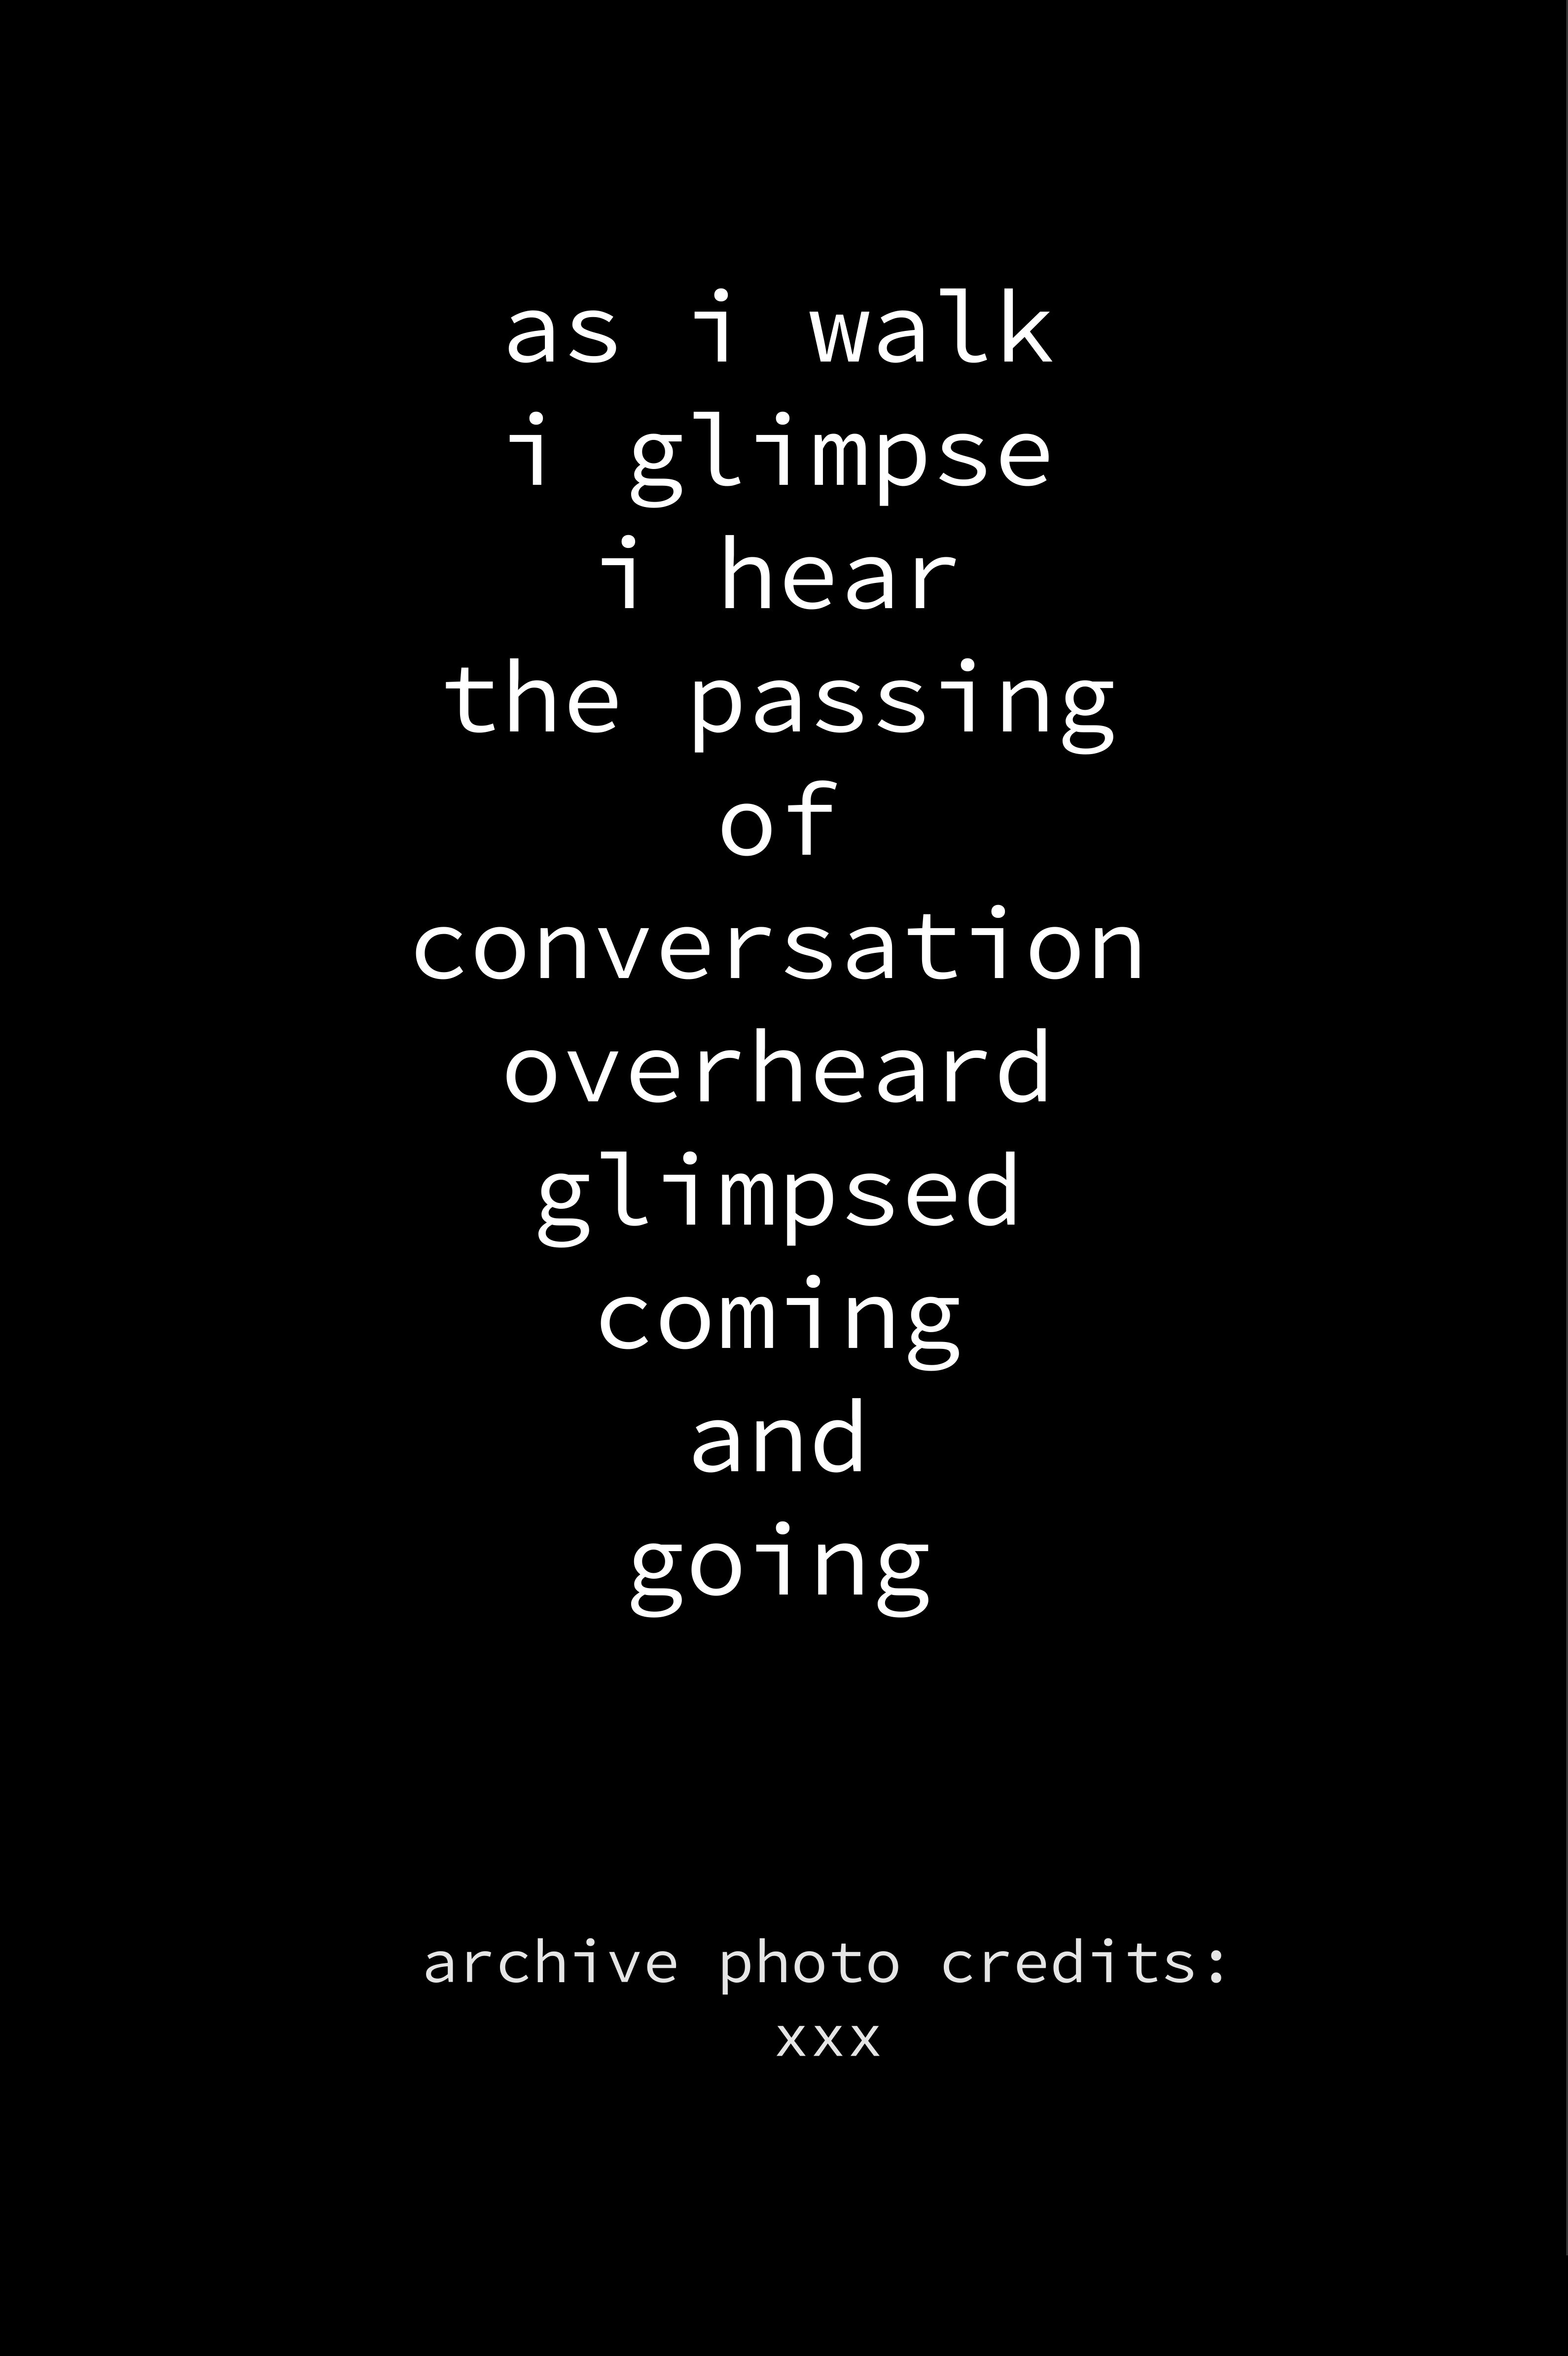 as i walk
i glimpse
i hear
the passing
of
conversation
overheard
glimpsed
coming
and
going
archive photo credits:
xxx